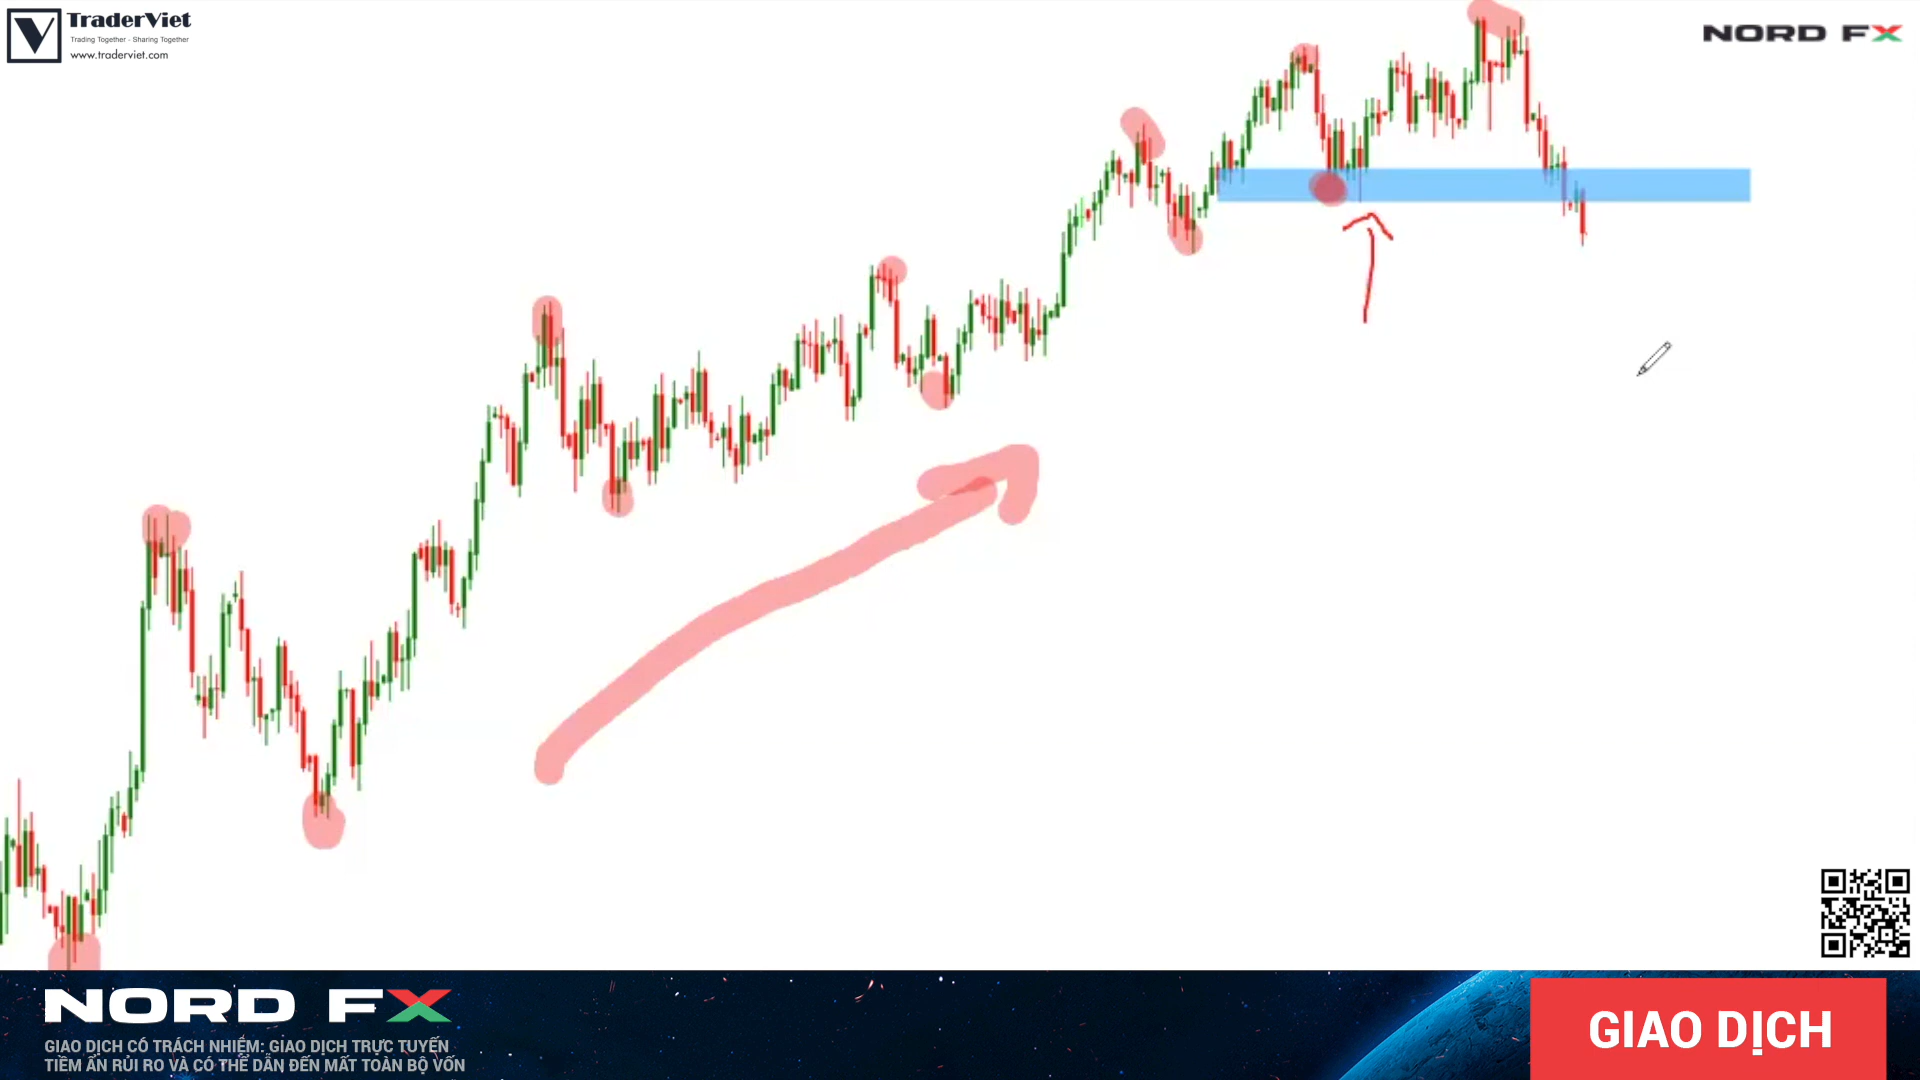 TraderViet
Trading Together - Sharing Together
www.traderviet.com
NORD FX
NORD FX
GIAO DỊCH CÓ TRÁCH NHIỆM: GIAO DỊCH TRỰC TUYẾN
TIỀM ẨN RỦI RO VÀ CÓ THỂ DẪN ĐẾN MẤT TOÀN BỘ VỐN
GIAO DỊCH